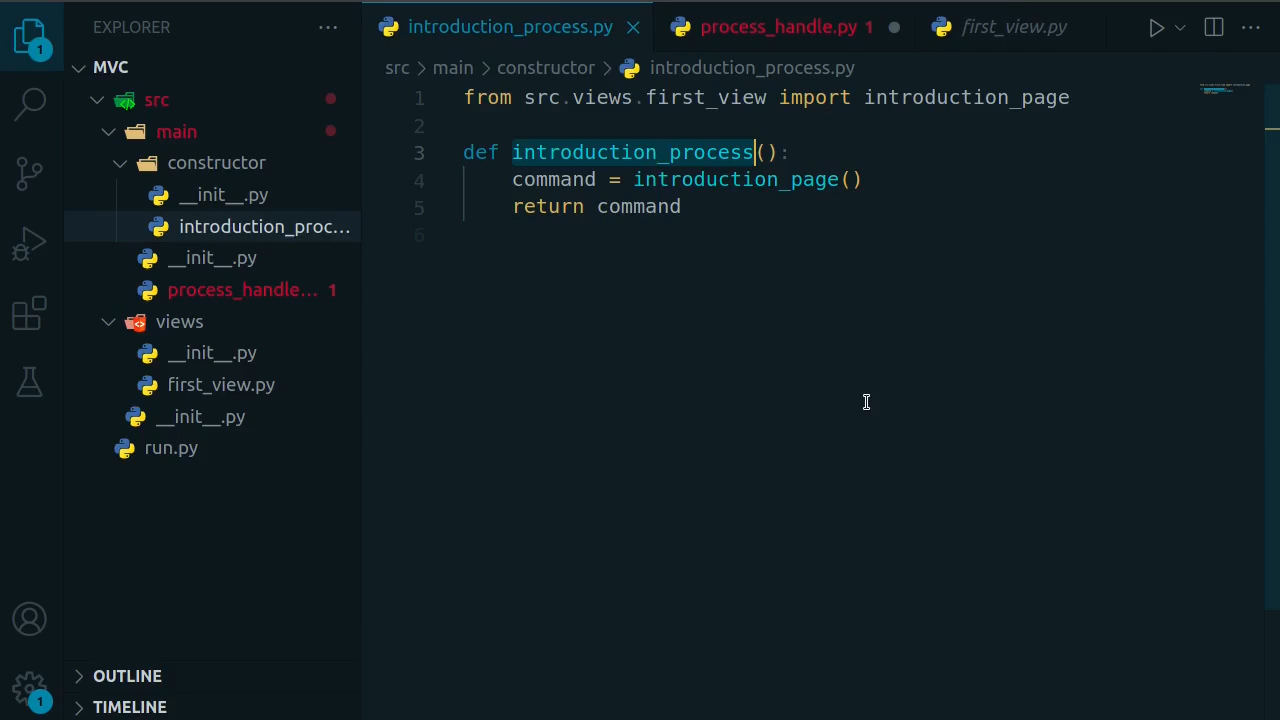 EXPLORER
introduction_process.py
process_handle.py 1
first_view.py
MVC
src
main
constructor
__init__.py
introduction_proc...
__init__.py
process_handle... 1
views
__init__.py
first_view.py
__init__.py
run.py
OUTLINE
TIMELINE
1
1
src > main > constructor > introduction_process.py
1 from src.views.first_view import introduction_page
2
3 def introduction_process():
4     command = introduction_page()
5     return command
6